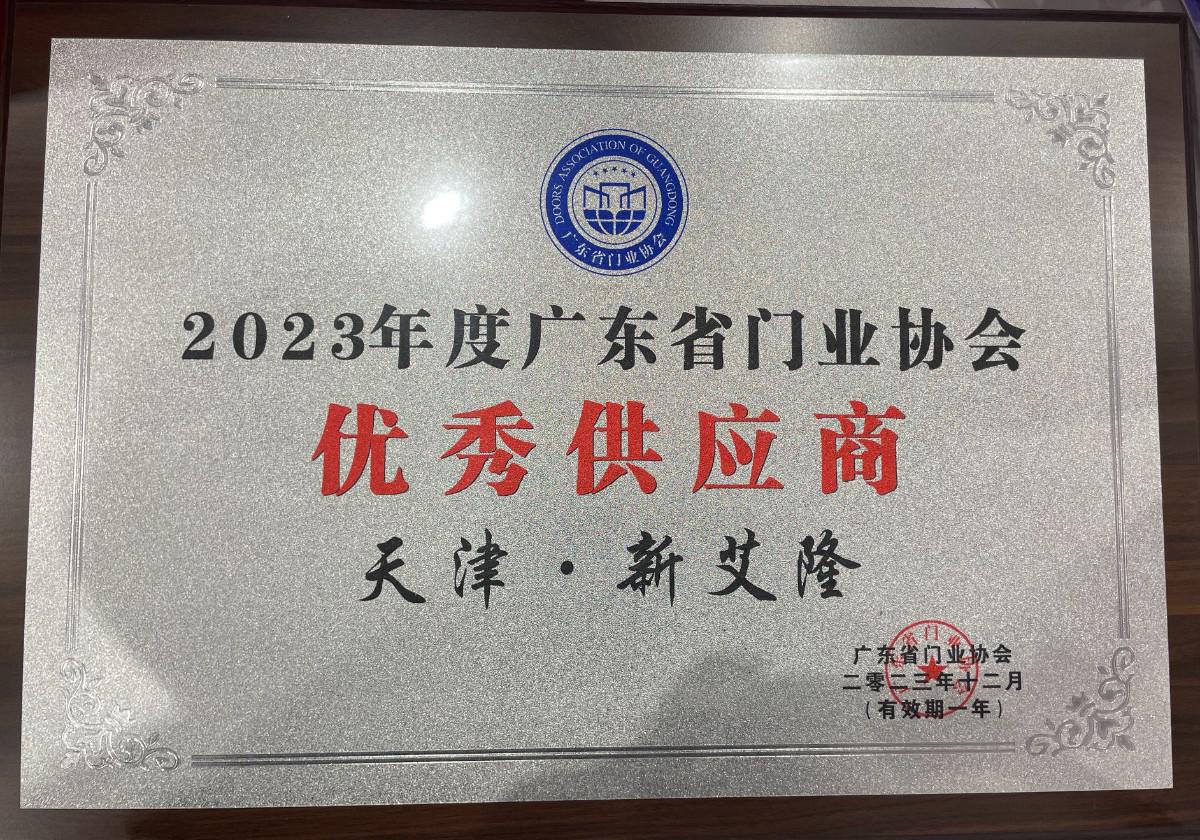 DOORS ASSOCIATION OF GUANGDONG
广东省门业协会
2023年度广东省门业协会
优秀供应商
天津·新艾隆
广东省门业协会
二零二三年十二月
（有效期一年）